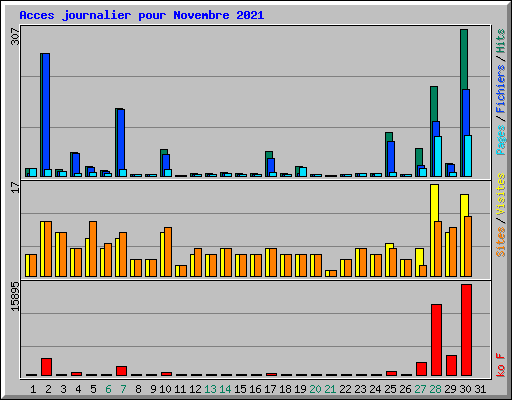 Acces journalier pour Novembre 2021
307
17
15895
Pages / Fichiers / Hits
Sites / Visites
Ko F
1 2 3 4 5 6 7 8 9 10 11 12 13 14 15 16 17 18 19 20 21 22 23 24 25 26 27 28 29 30 31